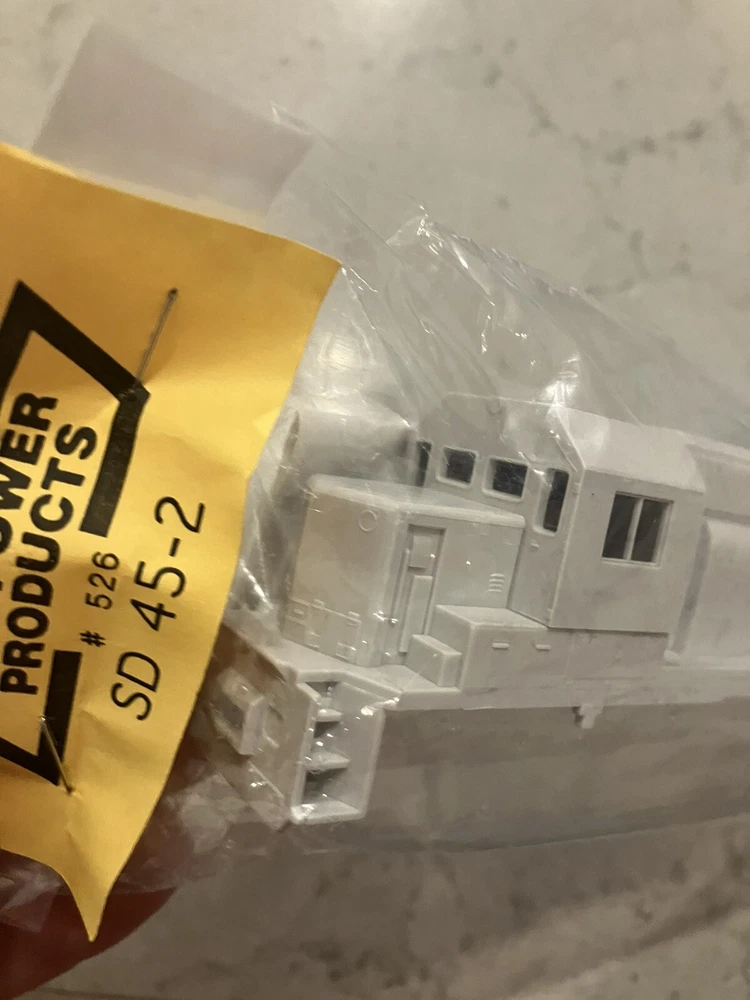 OWER
PRODUCTS
# 526
SD 45-2